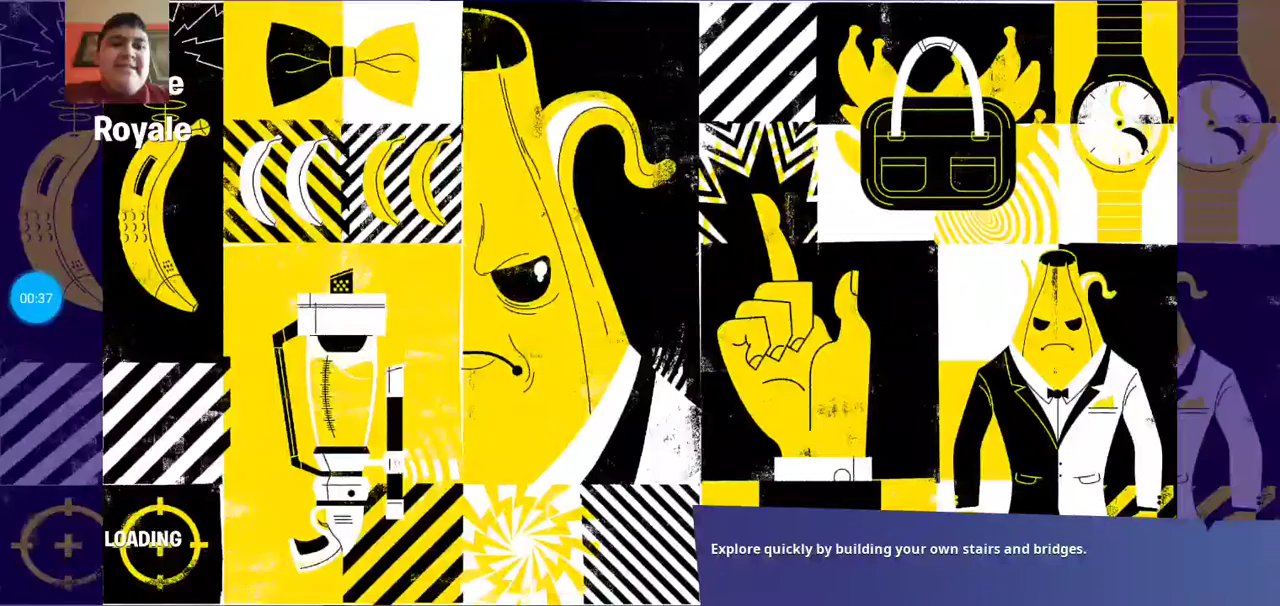 e
Royale
00:37
LOADING
Explore quickly by building your own stairs and bridges.